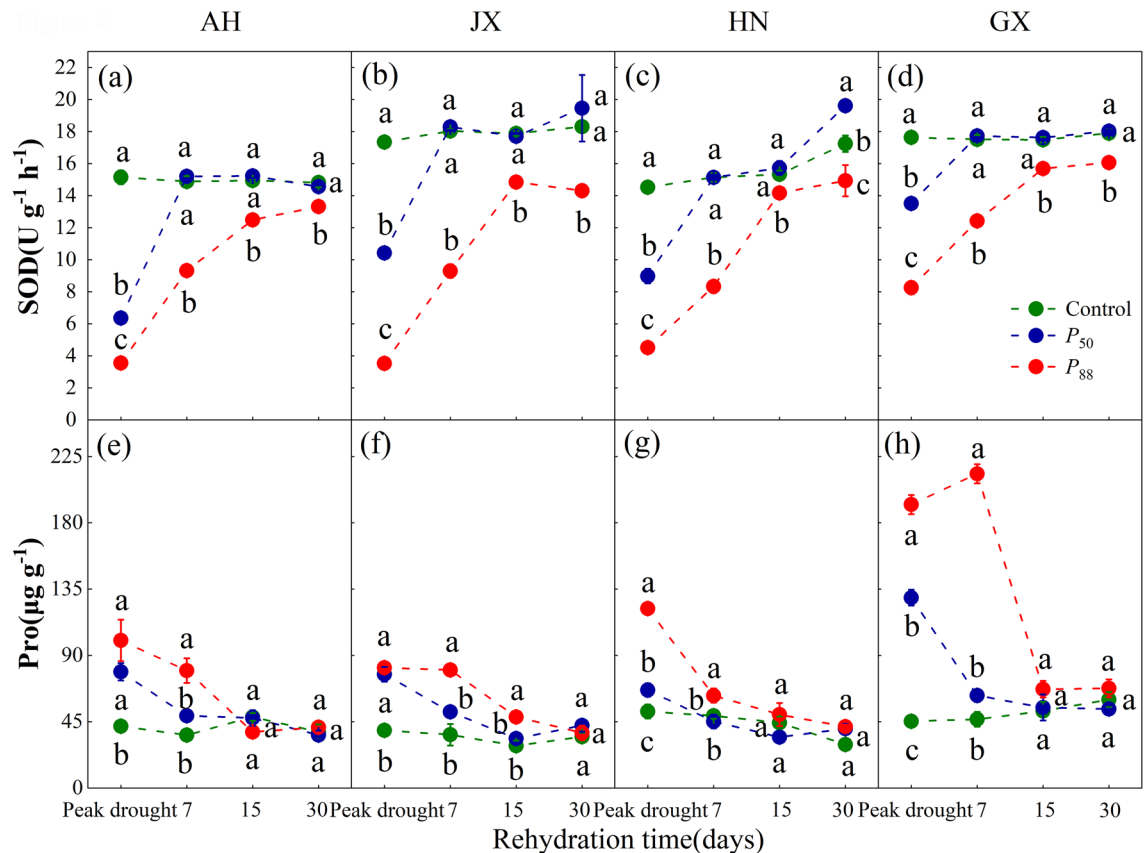 AH JX HN GX
(a) (b) (c) (d)
SOD(U g-1 h-1)
22
20
18
16
14
12
10
8
6
4
2
0
a a a a
a
a
b b b b
c
a a a a
a
a
b b b b
c
a a a a
b
a
a
c
b b b
c
a a a a
a
a
a
b b b b
c
Control
P50
P88
(e) (f) (g) (h)
Pro(μg g-1)
225
180
135
90
45
0
a a a a
a b a a
b b a a
a a a a
b b a
b b b a
a a a a
b b a a
c b a a
a a a
a
b b a a
c b a a
Peak drought 7 15 30 Peak drought 7 15 30 Peak drought 7 15 30 Peak drought 7 15 30
Rehydration time(days)